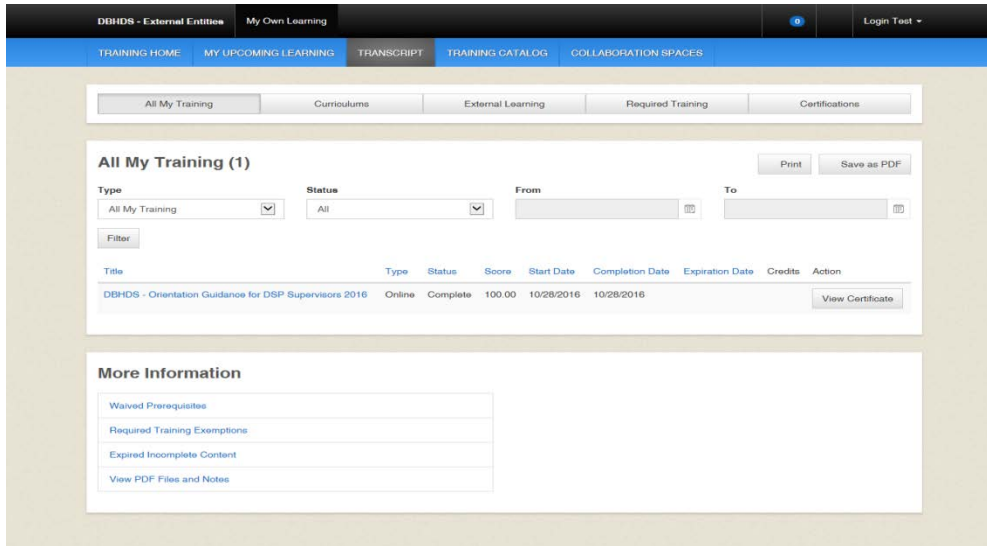 DBHDS - External Entities My Own Learning 0 Login Test
TRAINING HOME MY UPCOMING LEARNING TRANSCRIPT TRAINING CATALOG COLLABORATION SPACES
All My Training Curriculums External Learning Required Training Certifications
All My Training (1) Print Save as PDF
Type Status From To
All My Training All
Filter
Title Type Status Score Start Date Completion Date Expiration Date Credits Action
DBHDS - Orientation Guidance for DSP Supervisors 2016 Online Complete 100.00 10/28/2016 10/28/2016 View Certificate
More Information
Waived Prerequisites
Required Training Exemptions
Expired Incomplete Content
View PDF Files and Notes